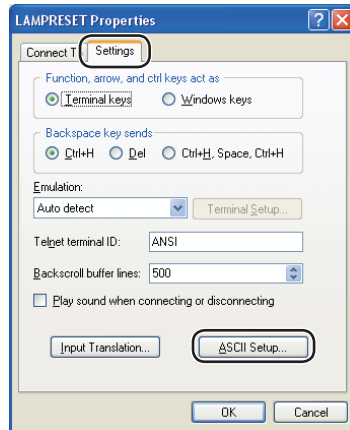 LAMPRESET Properties
Connect T
Settings
Function, arrow, and ctrl keys act as
Terminal keys
Windows keys
Backspace key sends
Ctrl+H
Del
Ctrl+H, Space, Ctrl+H
Emulation:
Auto detect
Terminal Setup...
Telnet terminal ID:
ANSI
Backscroll buffer lines:
500
Play sound when connecting or disconnecting
Input Translation...
ASCII Setup...
OK
Cancel